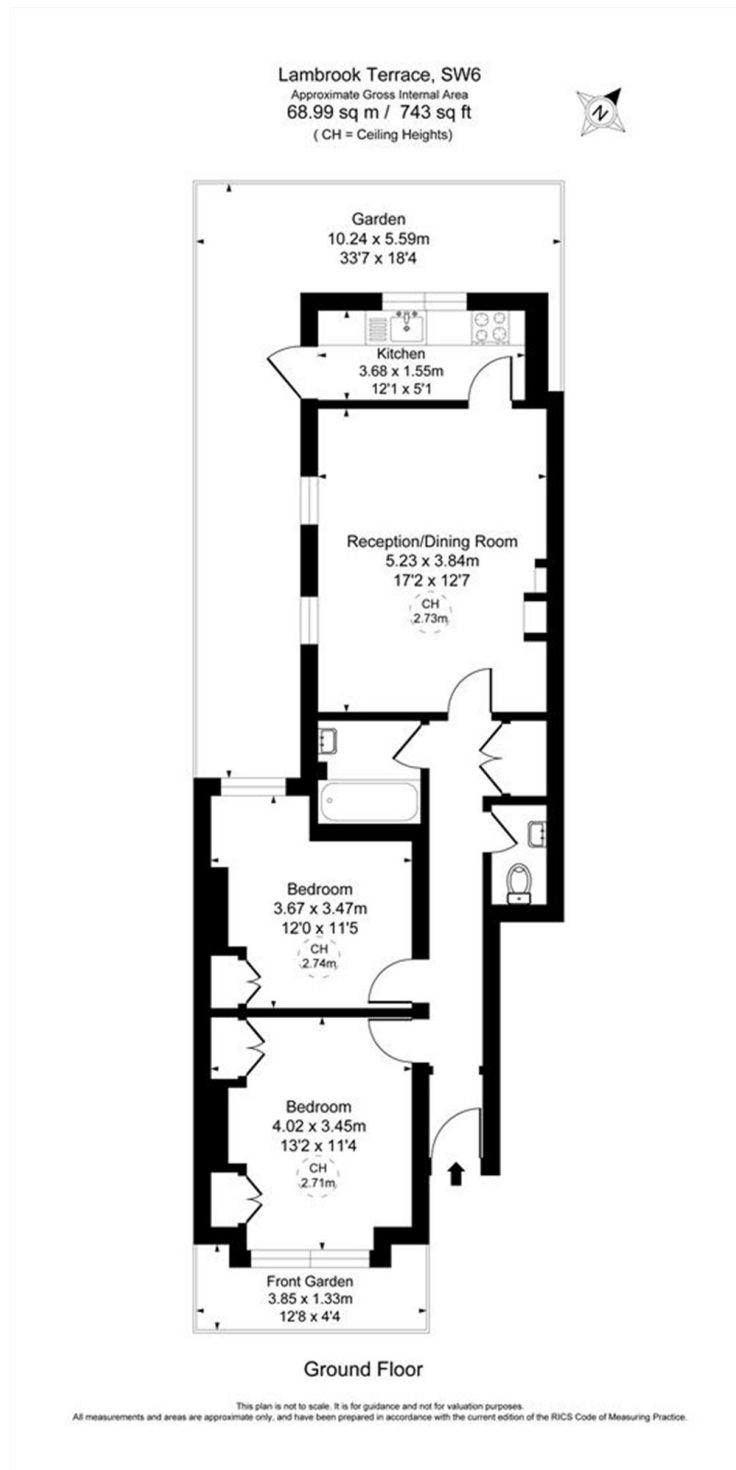 Lambrook Terrace, SW6
Approximate Gross Internal Area
68.99 sq m / 743 sq ft
( CH = Ceiling Heights)
N
Garden
10.24 x 5.59m
33'7 x 18'4
Kitchen
3.68 x 1.55m
12'1 x 5'1
Reception/Dining Room
5.23 x 3.84m
17'2 x 12'7
CH
2.73m
Bedroom
3.67 x 3.47m
12'0 x 11'5
CH
2.74m
Bedroom
4.02 x 3.45m
13'2 x 11'4
CH
2.71m
Front Garden
3.85 x 1.33m
12'8 x 4'4
Ground Floor
This plan is not to scale. It is for guidance and not for valuation purposes.
All measurements and areas are approximate only, and have been prepared in accordance with the current edition of the RICS Code of Measuring Practice.